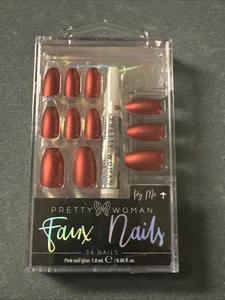 Try Me ↑
PRETTY WOMAN
Faux Nails
24 NAILS
Pink nail glue: 1.8 mL ℮ / 0.06 fl. oz.